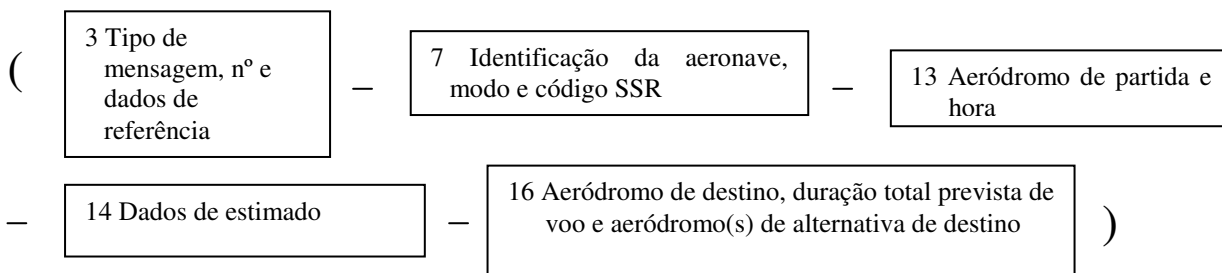 (
3 Tipo de
mensagem, nº e
dados de
referência
–
7 Identificação da aeronave,
modo e código SSR
–
13 Aeródromo de partida e
hora
–
14 Dados de estimado
–
16 Aeródromo de destino, duração total prevista de
voo e aeródromo(s) de alternativa de destino
)